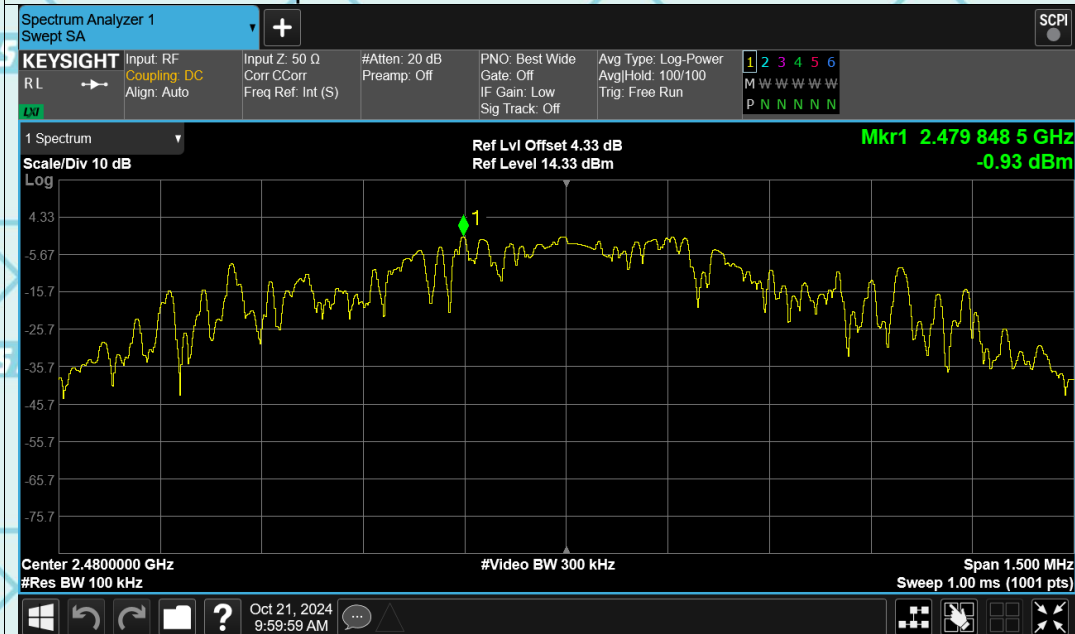 Spectrum Analyzer 1
Swept SA
+
SCPI
KEYSIGHT
R L
LXI
Input: RF
Coupling: DC
Align: Auto
Input Z: 50 Ω
Corr CCorr
Freq Ref: Int (S)
#Atten: 20 dB
Preamp: Off
PNO: Best Wide
Gate: Off
IF Gain: Low
Sig Track: Off
Avg Type: Log-Power
Avg|Hold: 100/100
Trig: Free Run
1 2 3 4 5 6
M W W W W W
P N N N N N
1 Spectrum
Scale/Div 10 dB
Ref Lvl Offset 4.33 dB
Ref Level 14.33 dBm
Mkr1 2.479 848 5 GHz
-0.93 dBm
Log
1
4.33
-5.67
-15.7
-25.7
-35.7
-45.7
-55.7
-65.7
-75.7
Center 2.4800000 GHz
#Video BW 300 kHz
Span 1.500 MHz
#Res BW 100 kHz
Sweep 1.00 ms (1001 pts)
?
Oct 21, 2024
9:59:59 AM